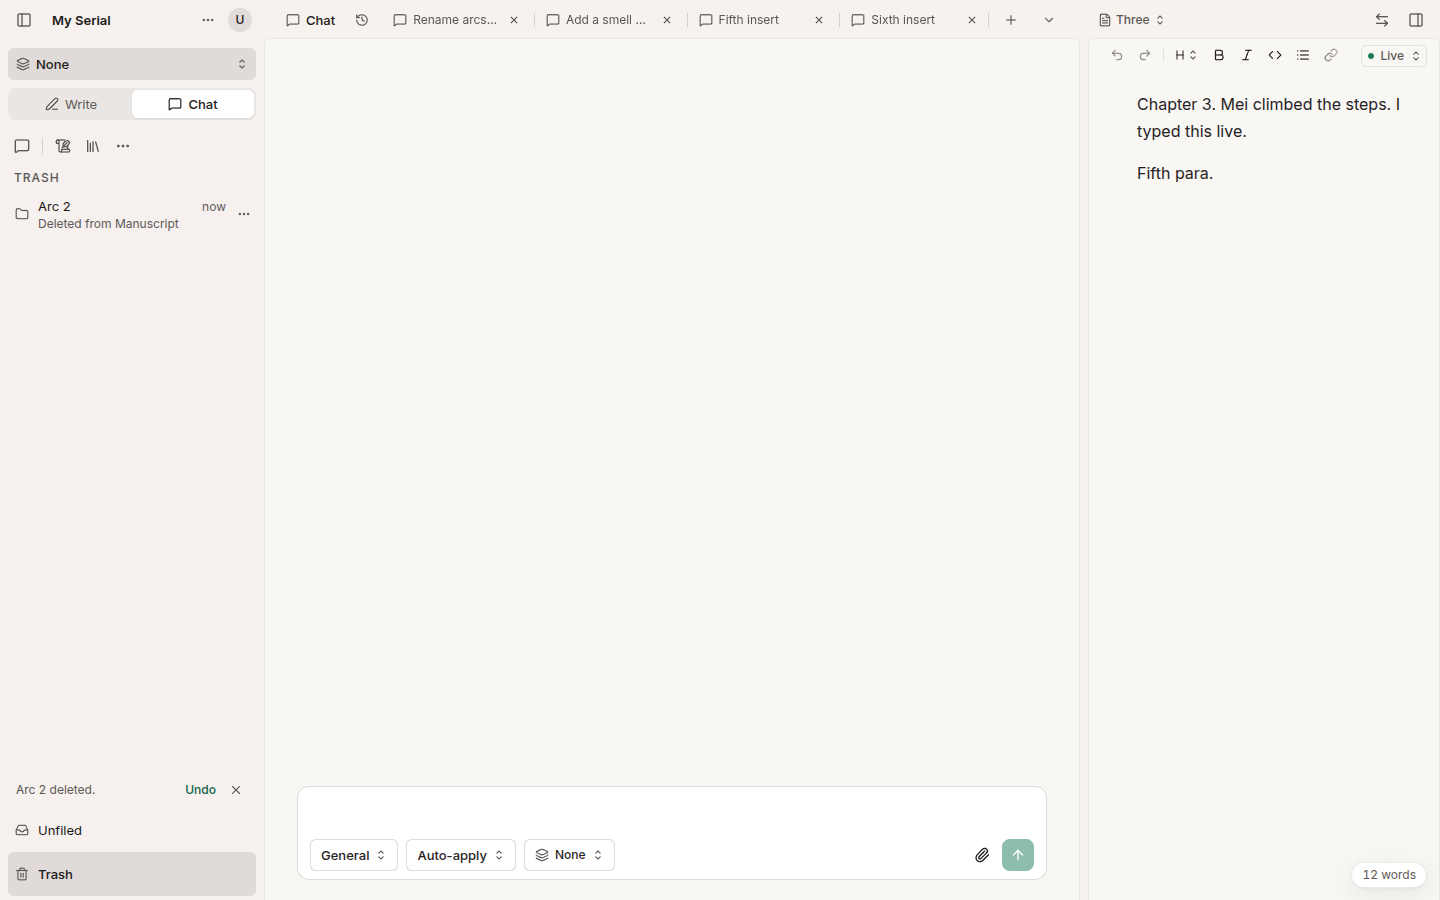 My Serial
U
Chat
Rename arcs...
Add a smell ...
Fifth insert
Sixth insert
Three
None
Write
Chat
H
B
I
Live
TRASH
Arc 2
now
Deleted from Manuscript
Chapter 3. Mei climbed the steps. I
typed this live.
Fifth para.
Arc 2 deleted.
Undo
Unfiled
Trash
General
Auto-apply
None
12 words